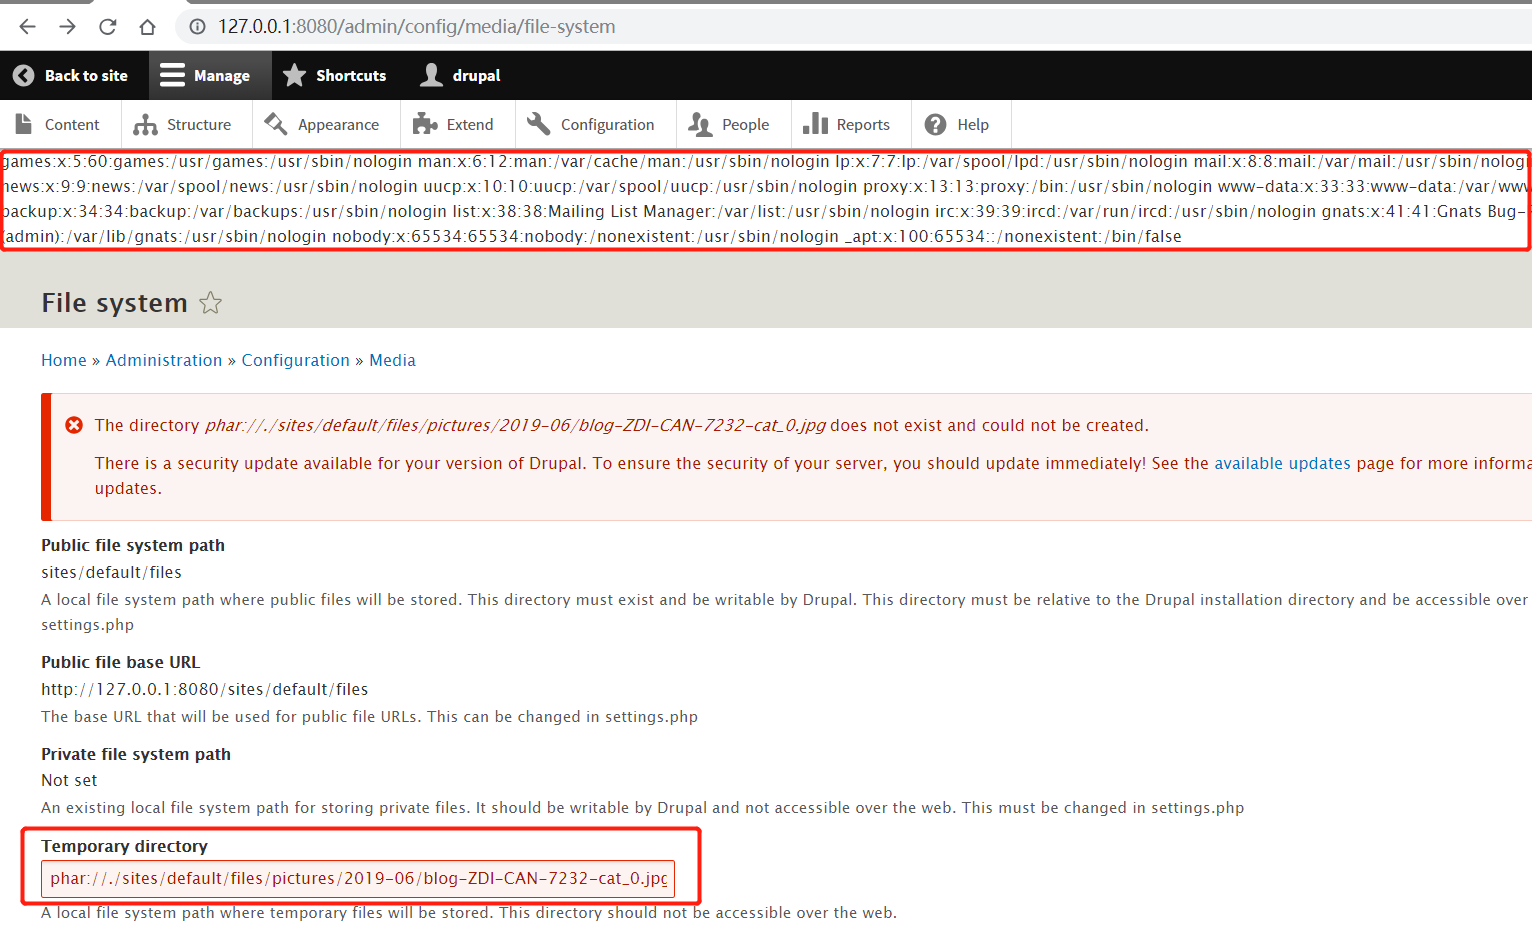 127.0.0.1:8080/admin/config/media/file-system
Back to site Manage Shortcuts drupal
Content Structure Appearance Extend Configuration People Reports Help
games:x:5:60:games:/usr/games:/usr/sbin/nologin man:x:6:12:man:/var/cache/man:/usr/sbin/nologin lp:x:7:7:lp:/var/spool/lpd:/usr/sbin/nologin mail:x:8:8:mail:/var/mail:/usr/sbin/nologi
news:x:9:9:news:/var/spool/news:/usr/sbin/nologin uucp:x:10:10:uucp:/var/spool/uucp:/usr/sbin/nologin proxy:x:13:13:proxy:/bin:/usr/sbin/nologin www-data:x:33:33:www-data:/var/www
backup:x:34:34:backup:/var/backups:/usr/sbin/nologin list:x:38:38:Mailing List Manager:/var/list:/usr/sbin/nologin irc:x:39:39:ircd:/var/run/ircd:/usr/sbin/nologin gnats:x:41:41:Gnats Bug-
(admin):/var/lib/gnats:/usr/sbin/nologin nobody:x:65534:65534:nobody:/nonexistent:/usr/sbin/nologin _apt:x:100:65534::/nonexistent:/bin/false
File system
Home » Administration » Configuration » Media
The directory phar://./sites/default/files/pictures/2019-06/blog-ZDI-CAN-7232-cat_0.jpg does not exist and could not be created.
There is a security update available for your version of Drupal. To ensure the security of your server, you should update immediately! See the available updates page for more informa
updates.
Public file system path
sites/default/files
A local file system path where public files will be stored. This directory must exist and be writable by Drupal. This directory must be relative to the Drupal installation directory and be accessible over
settings.php
Public file base URL
http://127.0.0.1:8080/sites/default/files
The base URL that will be used for public file URLs. This can be changed in settings.php
Private file system path
Not set
An existing local file system path for storing private files. It should be writable by Drupal and not accessible over the web. This must be changed in settings.php
Temporary directory
phar://./sites/default/files/pictures/2019-06/blog-ZDI-CAN-7232-cat_0.jpg
A local file system path where temporary files will be stored. This directory should not be accessible over the web.